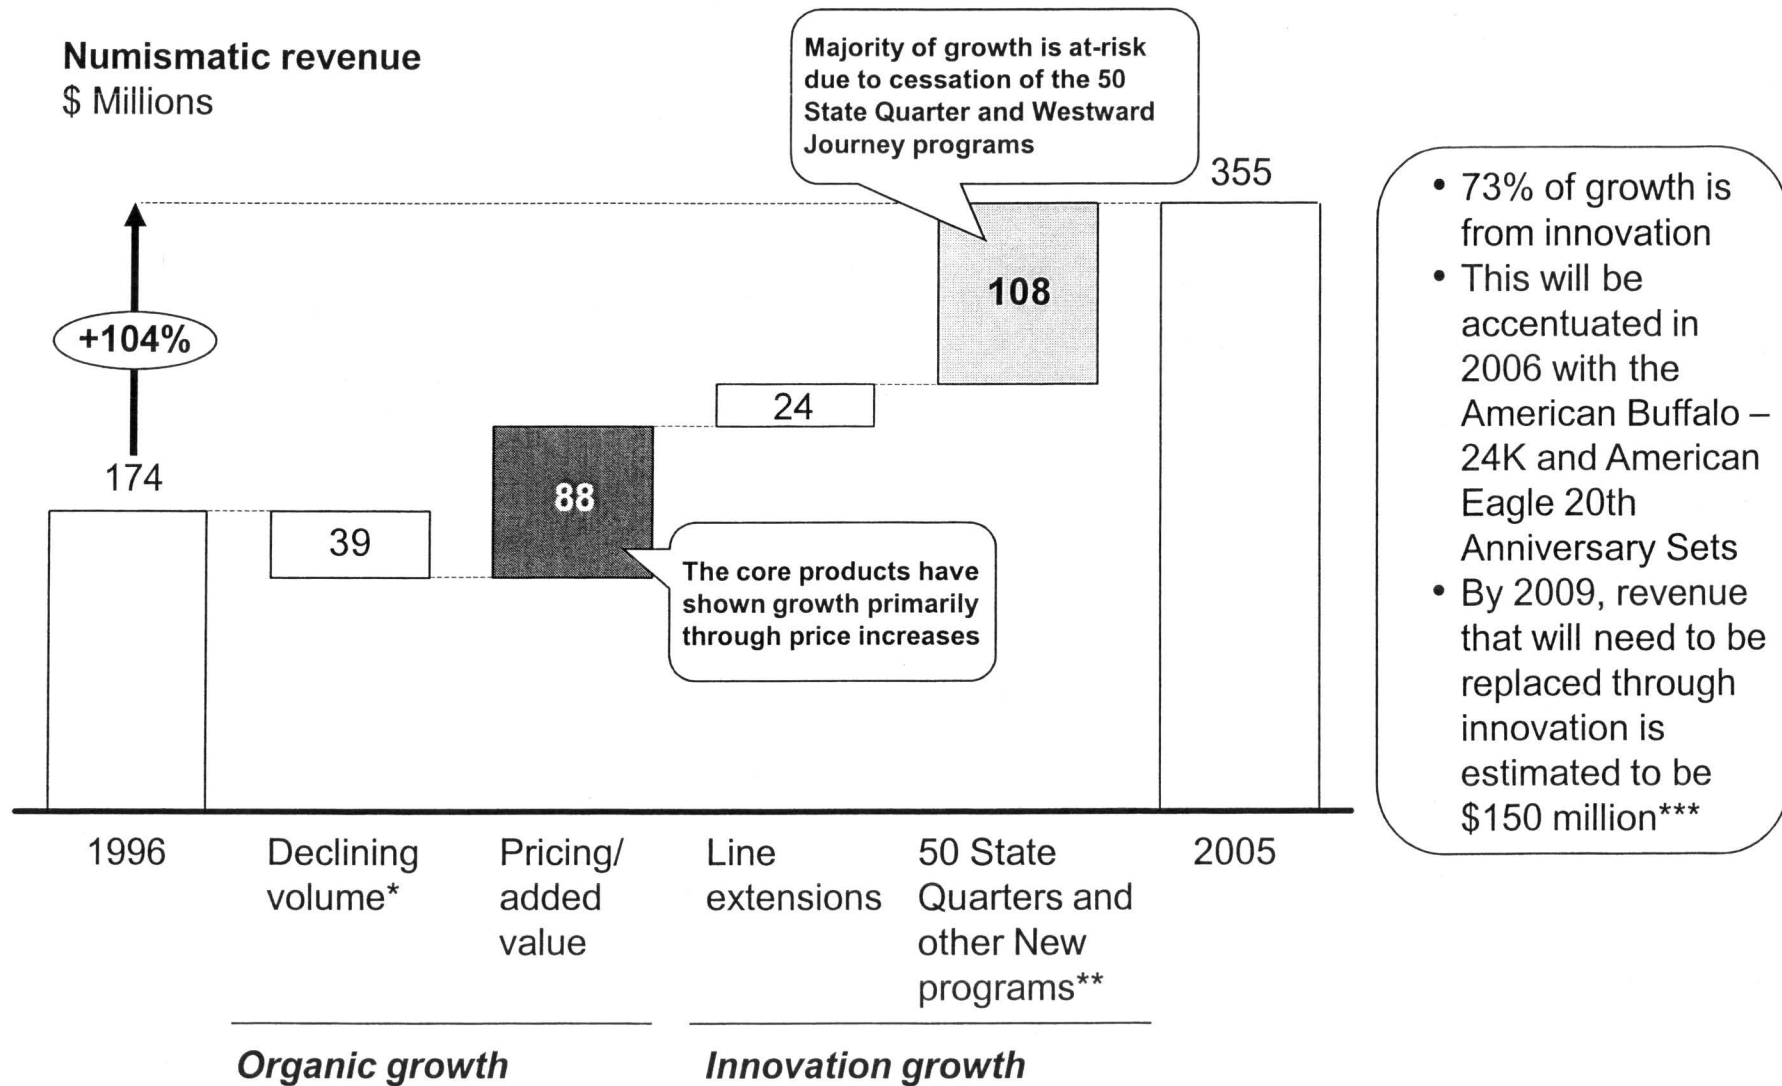 Numismatic revenue
$ Millions
Majority of growth is at-risk
due to cessation of the 50
State Quarter and Westward
Journey programs
355
+104%
174
39
88
24
108
The core products have
shown growth primarily
through price increases
1996
Declining
volume*
Pricing/
added
value
Line
extensions
50 State
Quarters and
other New
programs**
2005
Organic growth
Innovation growth
• 73% of growth is
from innovation
• This will be
accentuated in
2006 with the
American Buffalo –
24K and American
Eagle 20th
Anniversary Sets
• By 2009, revenue
that will need to be
replaced through
innovation is
estimated to be
$150 million***